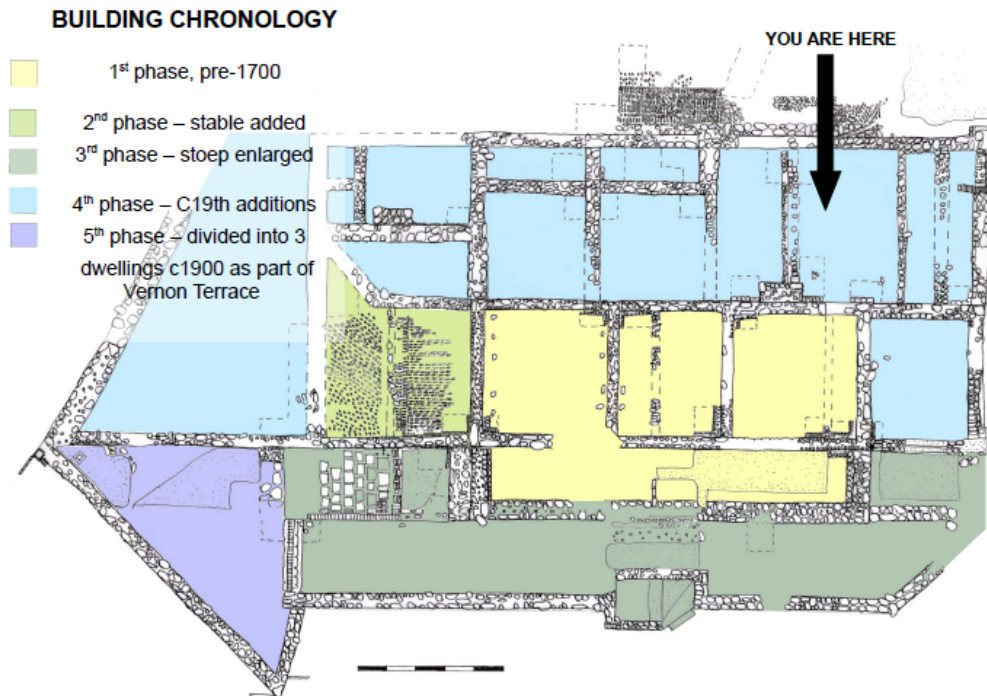 BUILDING CHRONOLOGY
YOU ARE HERE
1st phase, pre-1700
2nd phase – stable added
3rd phase – stoep enlarged
4th phase – C19th additions
5th phase – divided into 3
dwellings c1900 as part of
Vernon Terrace